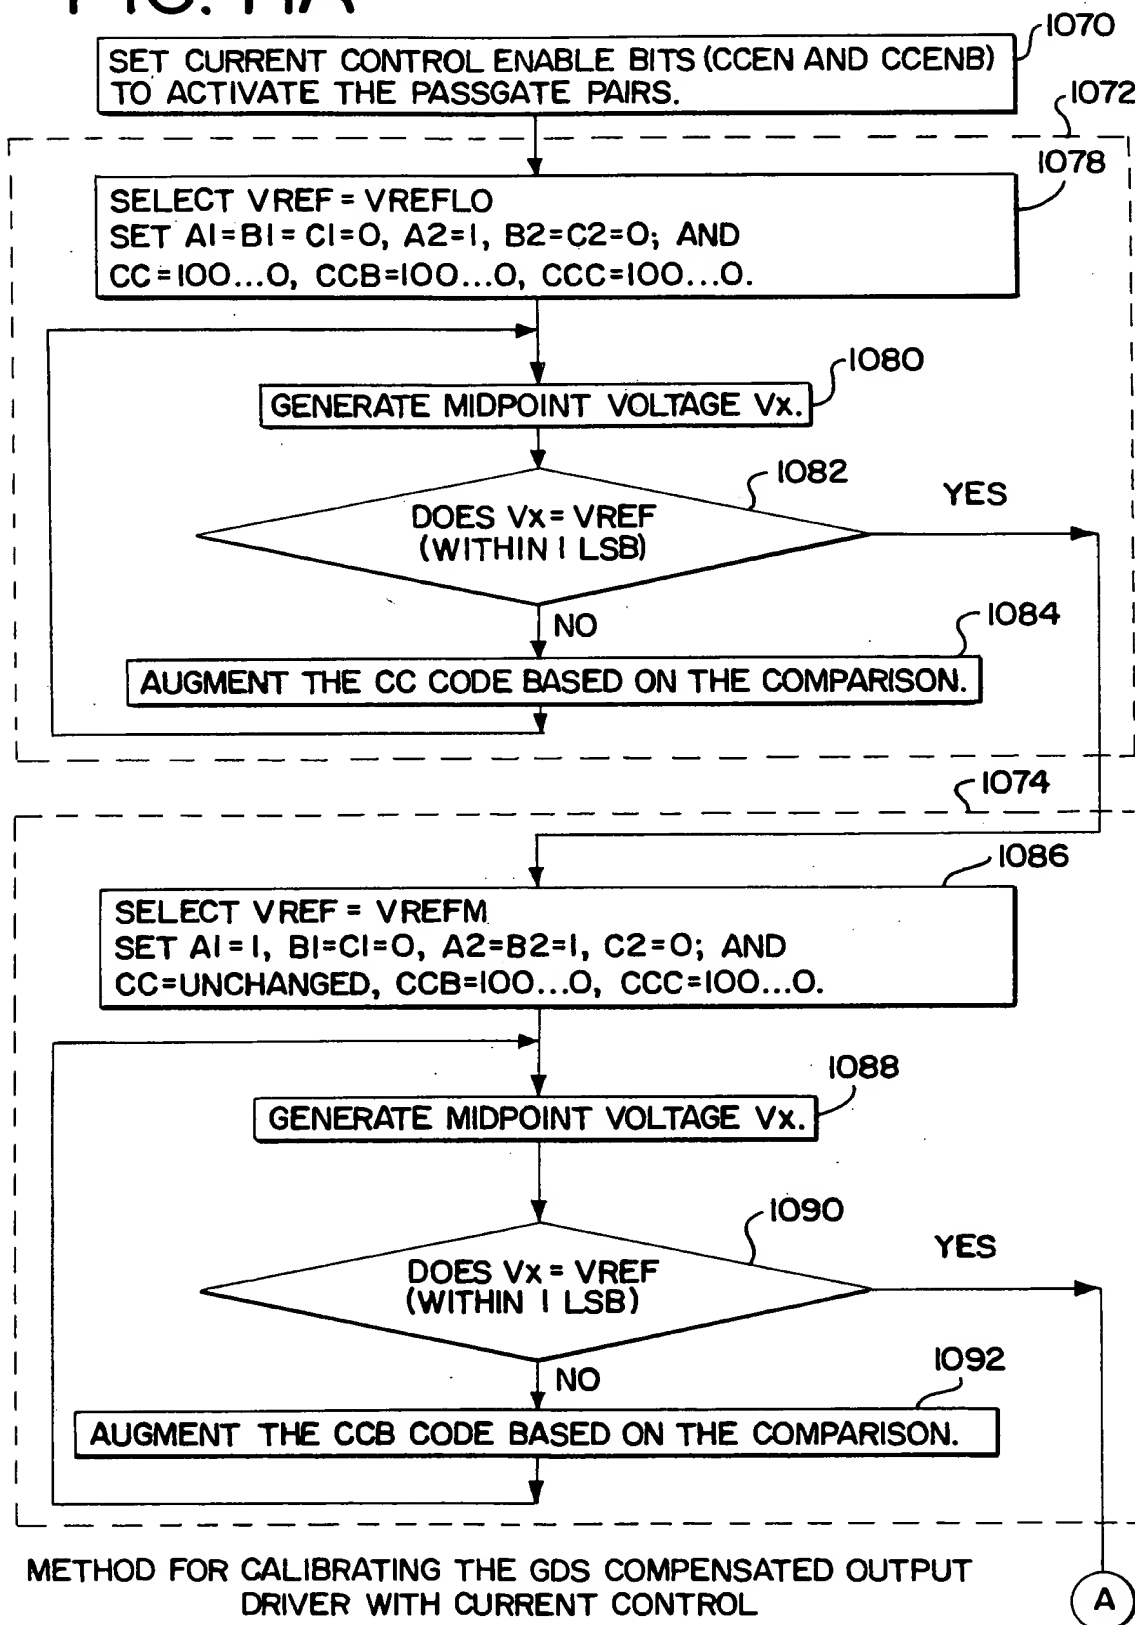 FIG. 11A
1070
SET CURRENT CONTROL ENABLE BITS (CCEN AND CCENB)
TO ACTIVATE THE PASSGATE PAIRS.
1072
1078
SELECT VREF = VREFLO
SET A1=B1=C1=0, A2=1, B2=C2=0; AND
CC=100...0, CCB=100...0, CCC=100...0.
1080
GENERATE MIDPOINT VOLTAGE Vx.
1082
DOES Vx = VREF
(WITHIN 1 LSB)
YES
NO
1084
AUGMENT THE CC CODE BASED ON THE COMPARISON.
1074
1086
SELECT VREF = VREFM
SET A1=1, B1=C1=0, A2=B2=1, C2=0; AND
CC=UNCHANGED, CCB=100...0, CCC=100...0.
1088
GENERATE MIDPOINT VOLTAGE Vx.
1090
DOES Vx = VREF
(WITHIN 1 LSB)
YES
NO
1092
AUGMENT THE CCB CODE BASED ON THE COMPARISON.
METHOD FOR CALIBRATING THE GDS COMPENSATED OUTPUT
DRIVER WITH CURRENT CONTROL
A